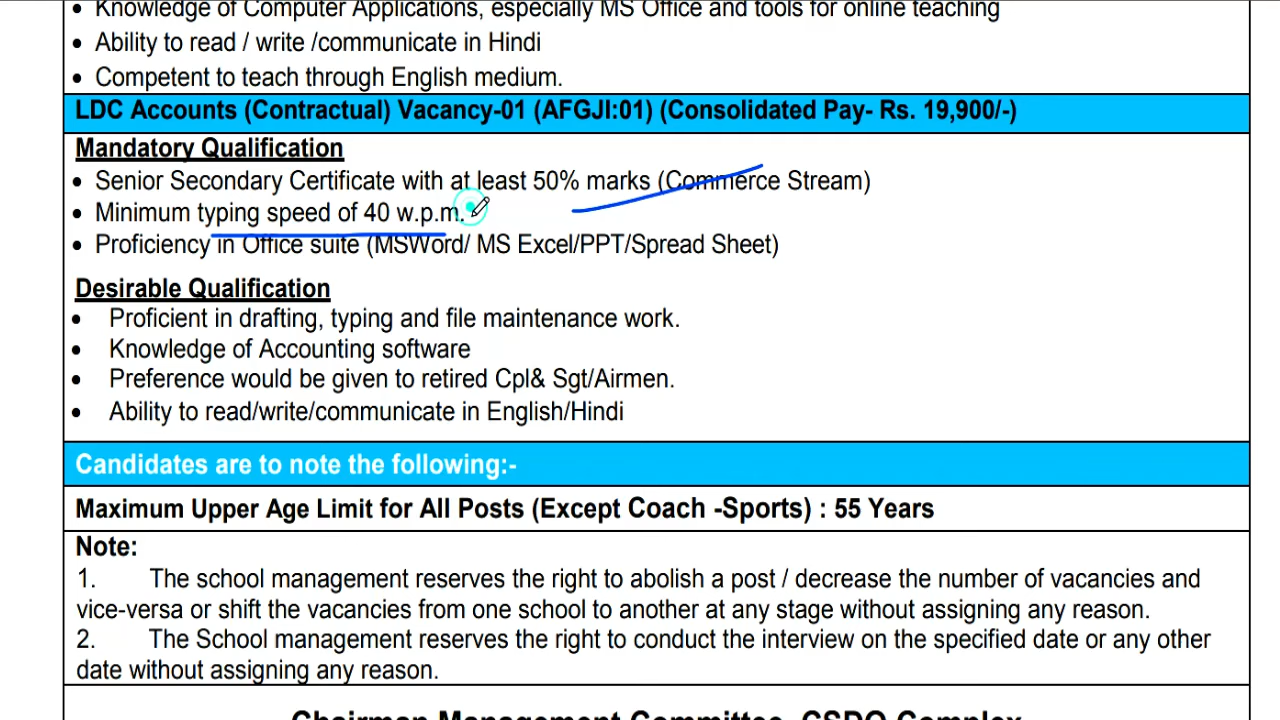 • Knowledge of Computer Applications, especially MS Office and tools for online teaching
• Ability to read / write /communicate in Hindi
• Competent to teach through English medium.
LDC Accounts (Contractual) Vacancy-01 (AFGJI:01) (Consolidated Pay- Rs. 19,900/-)
Mandatory Qualification
• Senior Secondary Certificate with at least 50% marks (Commerce Stream)
• Minimum typing speed of 40 w.p.m.
• Proficiency in Office suite (MSWord/ MS Excel/PPT/Spread Sheet)
Desirable Qualification
• Proficient in drafting, typing and file maintenance work.
• Knowledge of Accounting software
• Preference would be given to retired Cpl& Sgt/Airmen.
• Ability to read/write/communicate in English/Hindi
Candidates are to note the following:-
Maximum Upper Age Limit for All Posts (Except Coach -Sports) : 55 Years
Note:
1. The school management reserves the right to abolish a post / decrease the number of vacancies and
vice-versa or shift the vacancies from one school to another at any stage without assigning any reason.
2. The School management reserves the right to conduct the interview on the specified date or any other
date without assigning any reason.
Chairman Management Committee, CSDO Complex